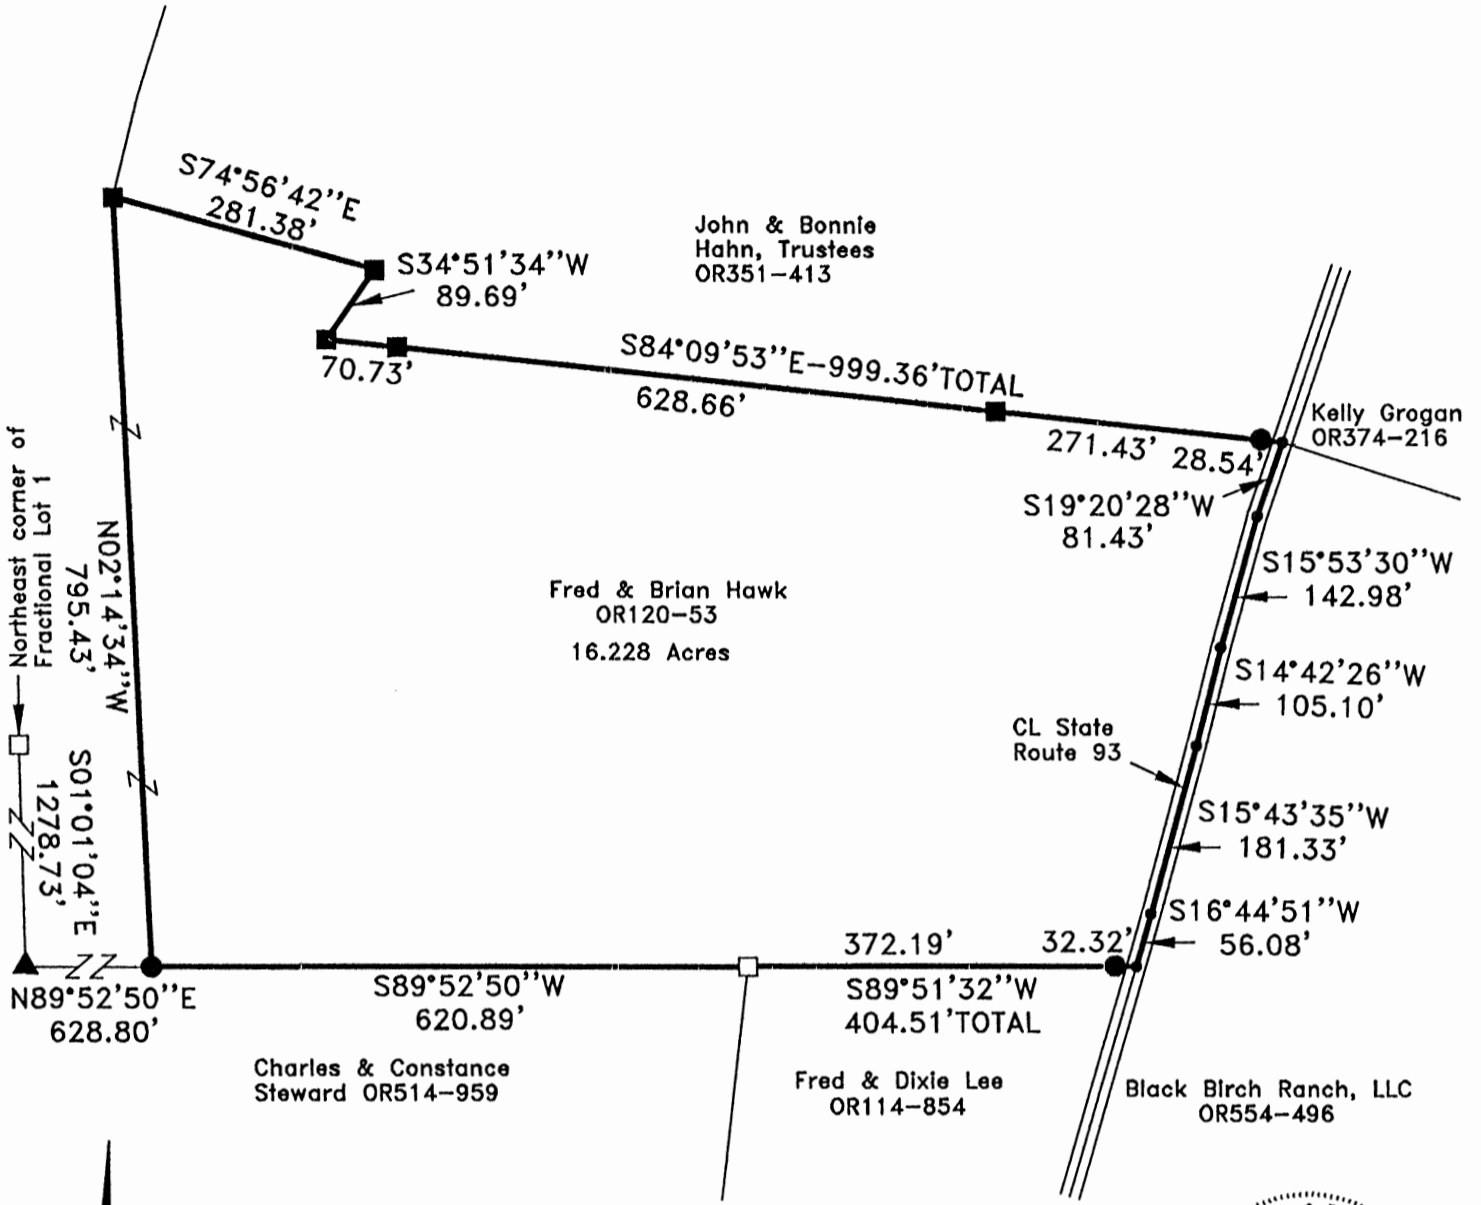 S74°56'42''E
281.38'
S34°51'34''W
89.69'
John & Bonnie
Hahn, Trustees
OR351-413
70.73'
S84°09'53''E-999.36'TOTAL
628.66'
271.43'
28.54'
Kelly Grogan
OR374-216
S19°20'28''W
81.43'
S15°53'30''W
142.98'
Northeast corner of
Fractional Lot 1
N02°14'34''W
795.43'
Fred & Brian Hawk
OR120-53
16.228 Acres
S14°42'26''W
105.10'
CL State
Route 93
S01°01'04''E
1278.73'
S15°43'35''W
181.33'
S16°44'51''W
56.08'
372.19'
32.32'
N89°52'50''E
628.80'
S89°52'50''W
620.89'
S89°51'32''W
404.51'TOTAL
Charles & Constance
Steward OR514-959
Fred & Dixie Lee
OR114-854
Black Birch Ranch, LLC
OR554-496